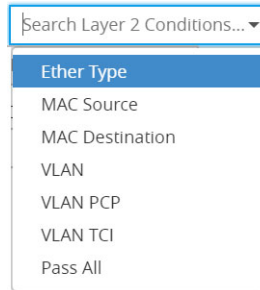 Search Layer 2 Conditions...
Ether Type
MAC Source
MAC Destination
VLAN
VLAN PCP
VLAN TCI
Pass All